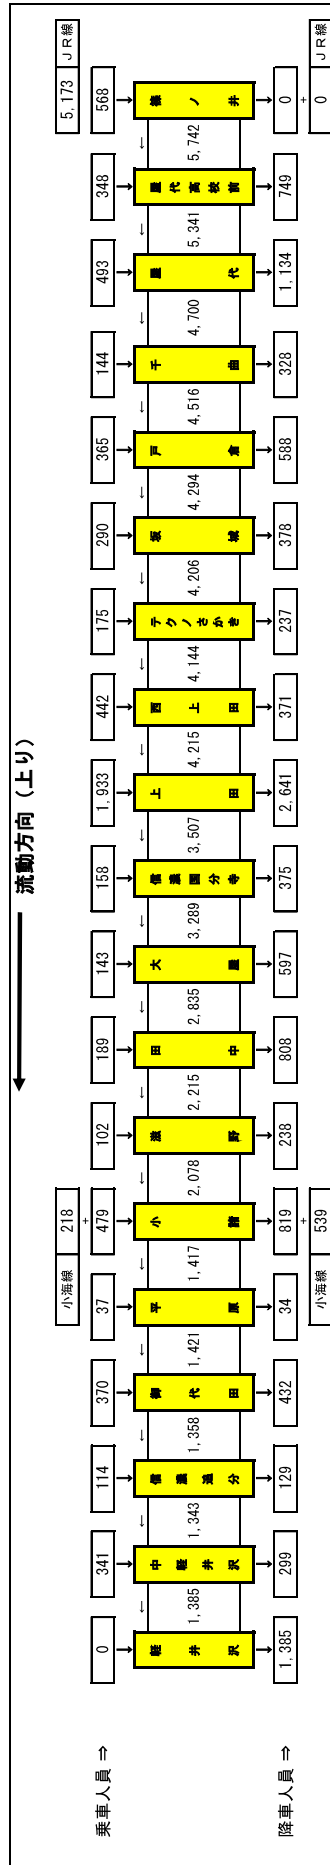 流動方向（上り）
小海線 218
5,173 ＪＲ線
+
乗車人員 ⇒ 0 341 114 370 37 479 102 189 143 158 1,933 442 175 290 365 144 493 348 568
← ← ← ← ← ← ← ← ← ← ← ← ← ← ← ← ← ←
軽井沢 1,385 中軽井沢 1,343 信濃追分 1,358 御代田 1,421 平原 1,417 小諸 2,078 滋野 2,215 田中 2,835 大屋 3,289 信濃国分寺 3,507 上田 4,215 西上田 4,144 テクノさかき 4,206 坂城 4,294 戸倉 4,516 千曲 4,700 屋代 5,341 屋代高校前 5,742 篠ノ井
降車人員 ⇒ 1,385 299 129 432 34 819 238 808 597 375 2,641 371 237 378 588 328 1,134 749 0
+ +
小海線 539
0 ＪＲ線